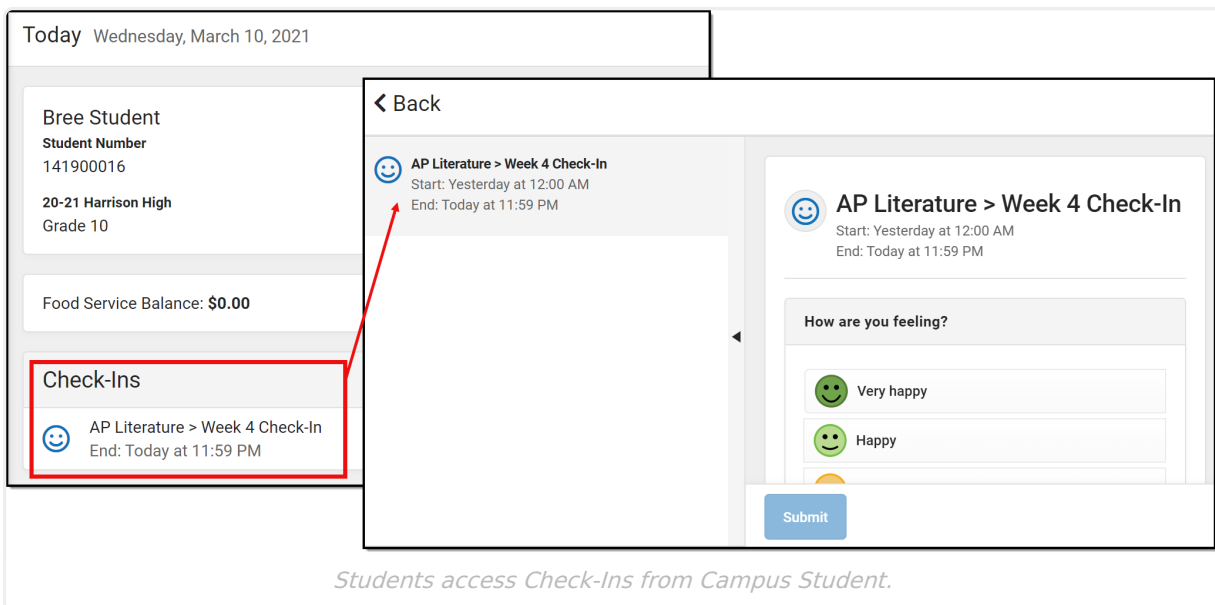 Today Wednesday, March 10, 2021
Bree Student
Student Number
141900016
20-21 Harrison High
Grade 10
Food Service Balance: $0.00
Check-Ins
AP Literature > Week 4 Check-In
End: Today at 11:59 PM
Back
AP Literature > Week 4 Check-In
Start: Yesterday at 12:00 AM
End: Today at 11:59 PM
AP Literature > Week 4 Check-In
Start: Yesterday at 12:00 AM
End: Today at 11:59 PM
How are you feeling?
Very happy
Happy
Submit
Students access Check-Ins from Campus Student.